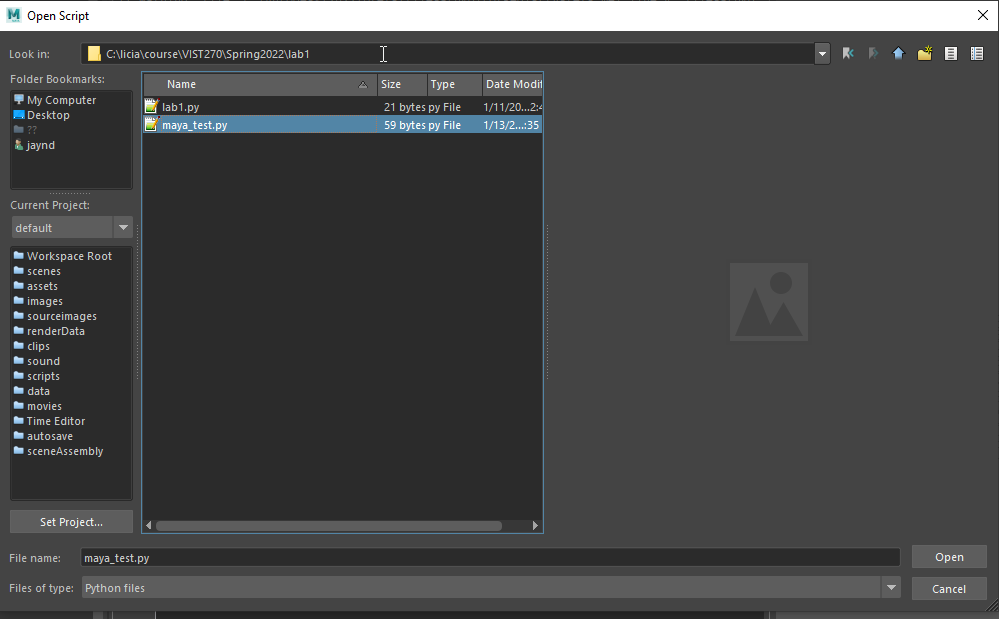 Open Script
Look in: C:\licia\course\VIST270\Spring2022\lab1
Folder Bookmarks:
My Computer
Desktop
??
jaynd
Current Project:
default
Workspace Root
scenes
assets
images
sourceimages
renderData
clips
sound
scripts
data
movies
Time Editor
autosave
sceneAssembly
Set Project...
Name Size Type Date Modif
lab1.py 21 bytes py File 1/11/20...2:4
maya_test.py 59 bytes py File 1/13/2...:35
File name: maya_test.py Open
Files of type: Python files Cancel